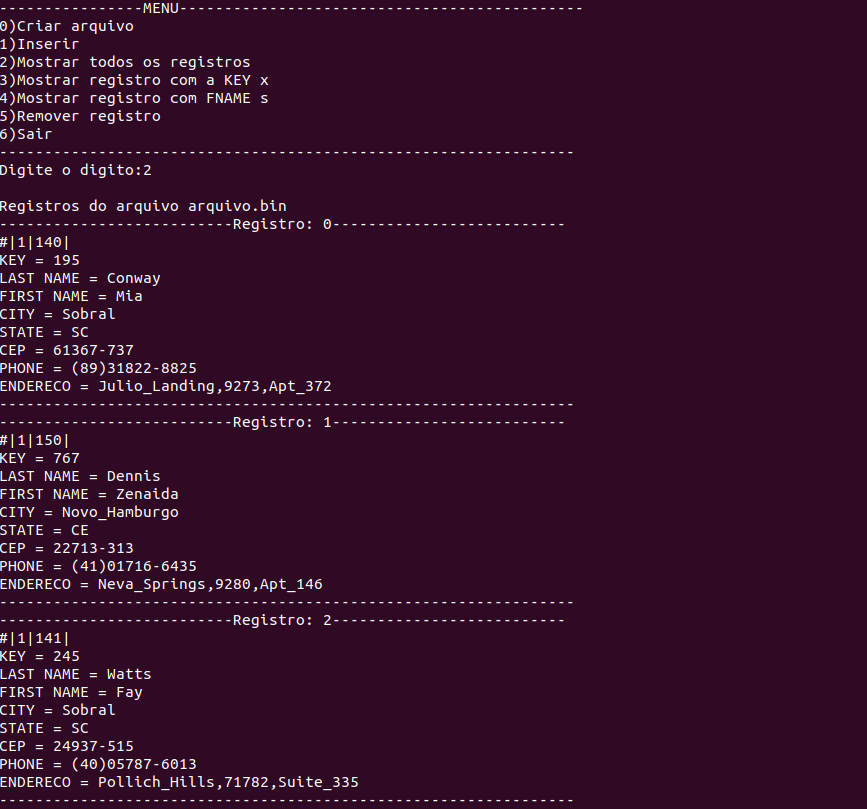 ----------------MENU---------------------------------------------
0)Criar arquivo
1)Inserir
2)Mostrar todos os registros
3)Mostrar registro com a KEY x
4)Mostrar registro com FNAME s
5)Remover registro
6)Sair
----------------------------------------------------------------
Digite o digito:2
Registros do arquivo arquivo.bin
--------------------------Registro: 0--------------------------
#|1|140|
KEY = 195
LAST NAME = Conway
FIRST NAME = Mia
CITY = Sobral
STATE = SC
CEP = 61367-737
PHONE = (89)31822-8825
ENDERECO = Julio_Landing,9273,Apt_372
----------------------------------------------------------------
--------------------------Registro: 1--------------------------
#|1|150|
KEY = 767
LAST NAME = Dennis
FIRST NAME = Zenaida
CITY = Novo_Hamburgo
STATE = CE
CEP = 22713-313
PHONE = (41)01716-6435
ENDERECO = Neva_Springs,9280,Apt_146
----------------------------------------------------------------
--------------------------Registro: 2--------------------------
#|1|141|
KEY = 245
LAST NAME = Watts
FIRST NAME = Fay
CITY = Sobral
STATE = SC
CEP = 24937-515
PHONE = (40)05787-6013
ENDERECO = Pollich_Hills,71782,Suite_335
----------------------------------------------------------------